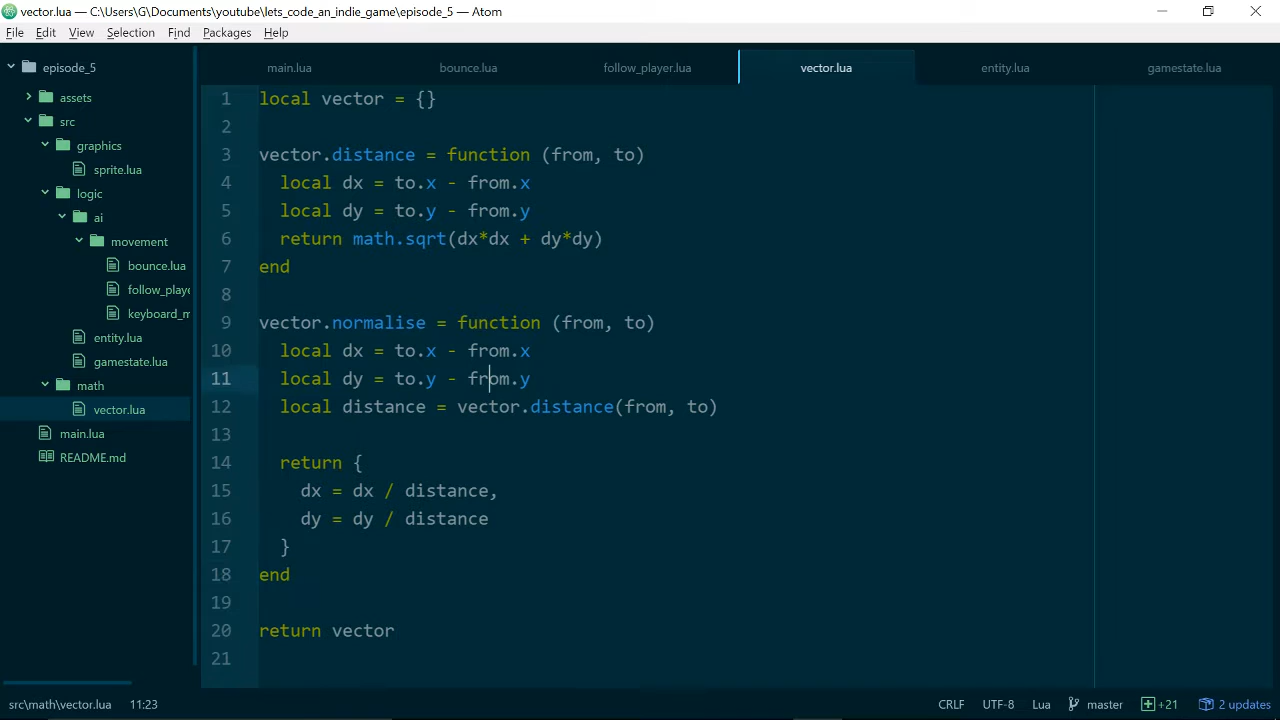 vector.lua — C:\Users\G\Documents\youtube\lets_code_an_indie_game\episode_5 — Atom
File Edit View Selection Find Packages Help
episode_5
assets
src
graphics
sprite.lua
logic
ai
movement
bounce.lua
follow_playe
keyboard_m
entity.lua
gamestate.lua
math
vector.lua
main.lua
README.md
main.lua bounce.lua follow_player.lua vector.lua entity.lua gamestate.lua
1 local vector = {}
2
3 vector.distance = function (from, to)
4 local dx = to.x - from.x
5 local dy = to.y - from.y
6 return math.sqrt(dx*dx + dy*dy)
7 end
8
9 vector.normalise = function (from, to)
10 local dx = to.x - from.x
11 local dy = to.y - from.y
12 local distance = vector.distance(from, to)
13
14 return {
15 dx = dx / distance,
16 dy = dy / distance
17 }
18 end
19
20 return vector
21
src\math\vector.lua 11:23 CRLF UTF-8 Lua master +21 2 updates